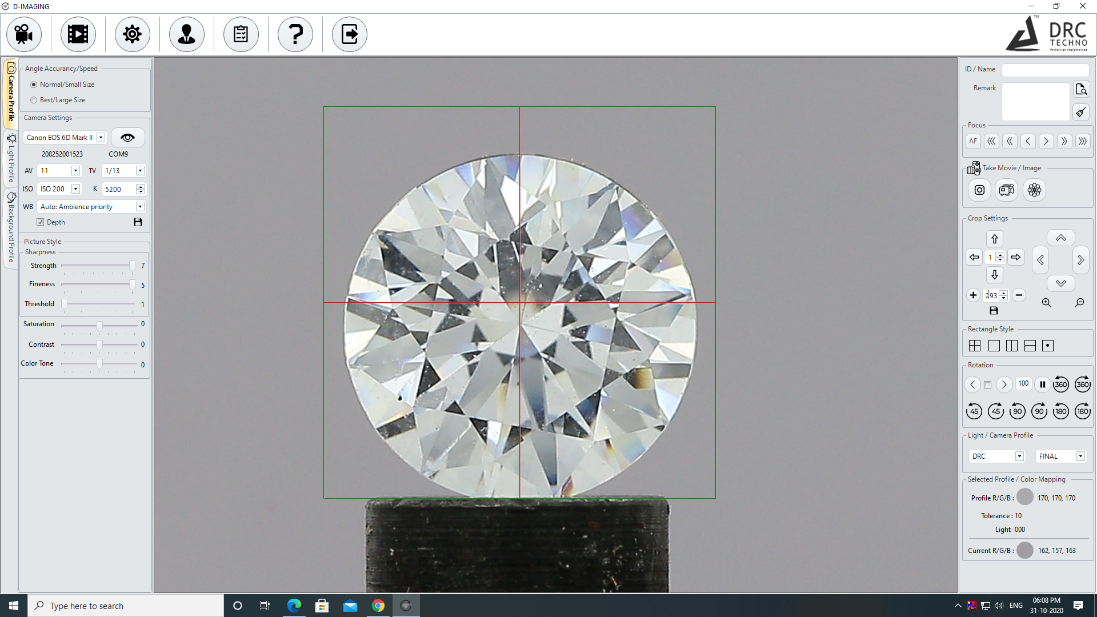 D-IMAGING
DRC
TECHNO
Camera Profile
Light Profile
Background Profile
Angle Accurancy/Speed
Normal/Small Size
Best/Large Size
Camera Settings
Canon EOS 6D Mark II
200252001523 COM9
AV 11 TV 1/13
ISO ISO 200 K 5200
WB Auto: Ambience priority
Depth
Picture Style
Sharpness
Strength 7
Fineness 5
Threshold 1
Saturation 0
Contrast 0
Color Tone 0
ID / Name
Remark
Focus
AF
Take Movie / Image
Crop Settings
1
293
Rectangle Style
Rotation
100 360 360
45 45 90 90 180 180
Light / Camera Profile
DRC FINAL
Selected Profile / Color Mapping
Profile R/G/B : 170, 170, 170
Tolerance : 10
Light : 000
Current R/G/B : 162, 157, 163
Type here to search
ENG
06:08 PM
31-10-2020